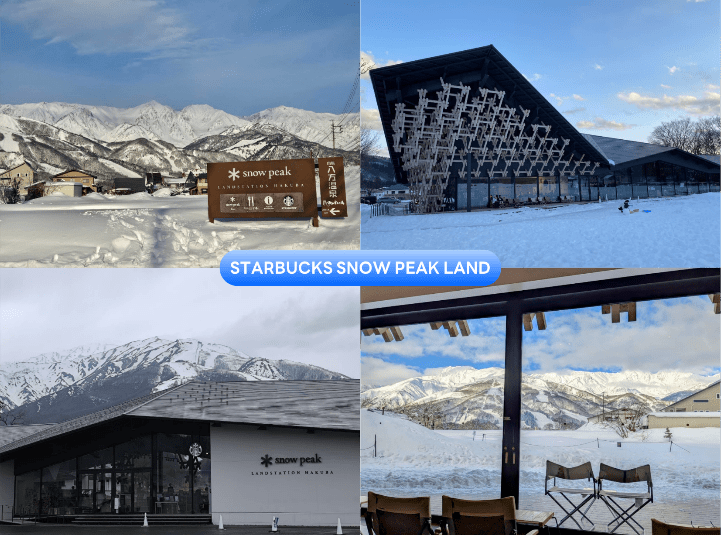 snow peak
LANDSTATION HAKUBA
STARBUCKS SNOW PEAK LAND
snow peak
LANDSTATION HAKUBA